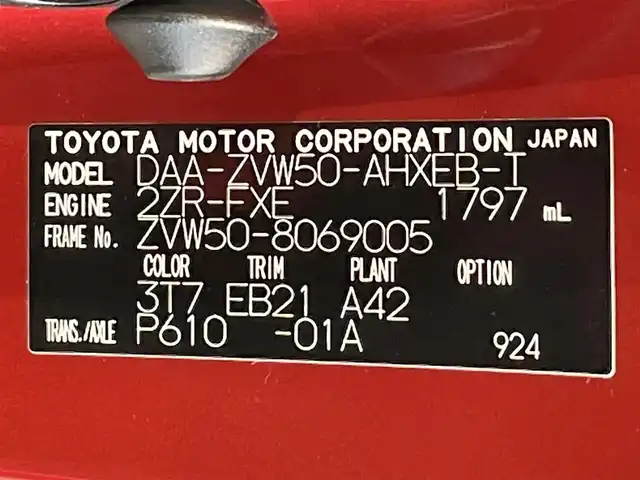 TOYOTA MOTOR CORPORATION JAPAN
MODEL DAA-ZVW50-AHXEB-T
ENGINE 2ZR-FXE 1797 mL
FRAME No. ZVW50-8069005
COLOR TRIM PLANT OPTION
3T7 EB21 A42
TRANS./AXLE P610 -01A 924